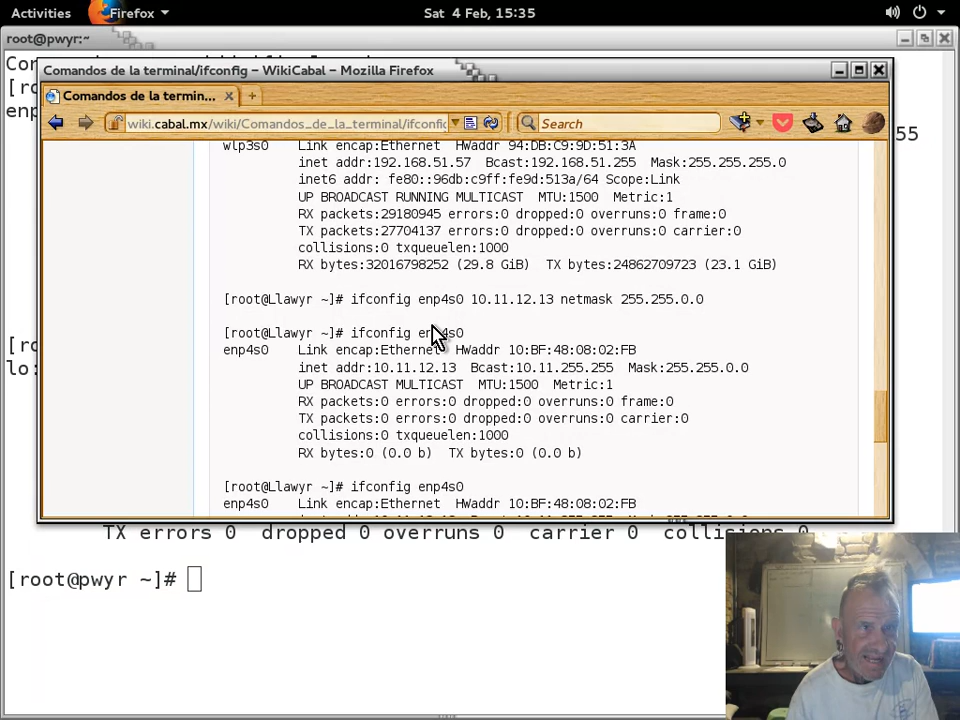 Activities Firefox Sat 4 Feb, 15:35
root@pwyr:~
Co
Comandos de la terminal/ifconfig – WikiCabal – Mozilla Firefox
[ro
Comandos de la termin...
enp
wiki.cabal.mx/wiki/Comandos_de_la_terminal/ifconfig Search
55
wlp3s0 Link encap:Ethernet HWaddr 94:DB:C9:9D:51:3A
inet addr:192.168.51.57 Bcast:192.168.51.255 Mask:255.255.255.0
inet6 addr: fe80::96db:c9ff:fe9d:513a/64 Scope:Link
UP BROADCAST RUNNING MULTICAST MTU:1500 Metric:1
RX packets:29180945 errors:0 dropped:0 overruns:0 frame:0
TX packets:27704137 errors:0 dropped:0 overruns:0 carrier:0
collisions:0 txqueuelen:1000
RX bytes:32016798252 (29.8 GiB) TX bytes:24862709723 (23.1 GiB)
[root@Llawyr ~]# ifconfig enp4s0 10.11.12.13 netmask 255.255.0.0
[root@Llawyr ~]# ifconfig enp4s0
[ro
enp4s0 Link encap:Ethernet HWaddr 10:BF:48:08:02:FB
lo:
inet addr:10.11.12.13 Bcast:10.11.255.255 Mask:255.255.0.0
UP BROADCAST MULTICAST MTU:1500 Metric:1
RX packets:0 errors:0 dropped:0 overruns:0 frame:0
TX packets:0 errors:0 dropped:0 overruns:0 carrier:0
collisions:0 txqueuelen:1000
RX bytes:0 (0.0 b) TX bytes:0 (0.0 b)
[root@Llawyr ~]# ifconfig enp4s0
enp4s0 Link encap:Ethernet HWaddr 10:BF:48:08:02:FB
TX errors 0 dropped 0 overruns 0 carrier 0 collisions 0
[root@pwyr ~]#